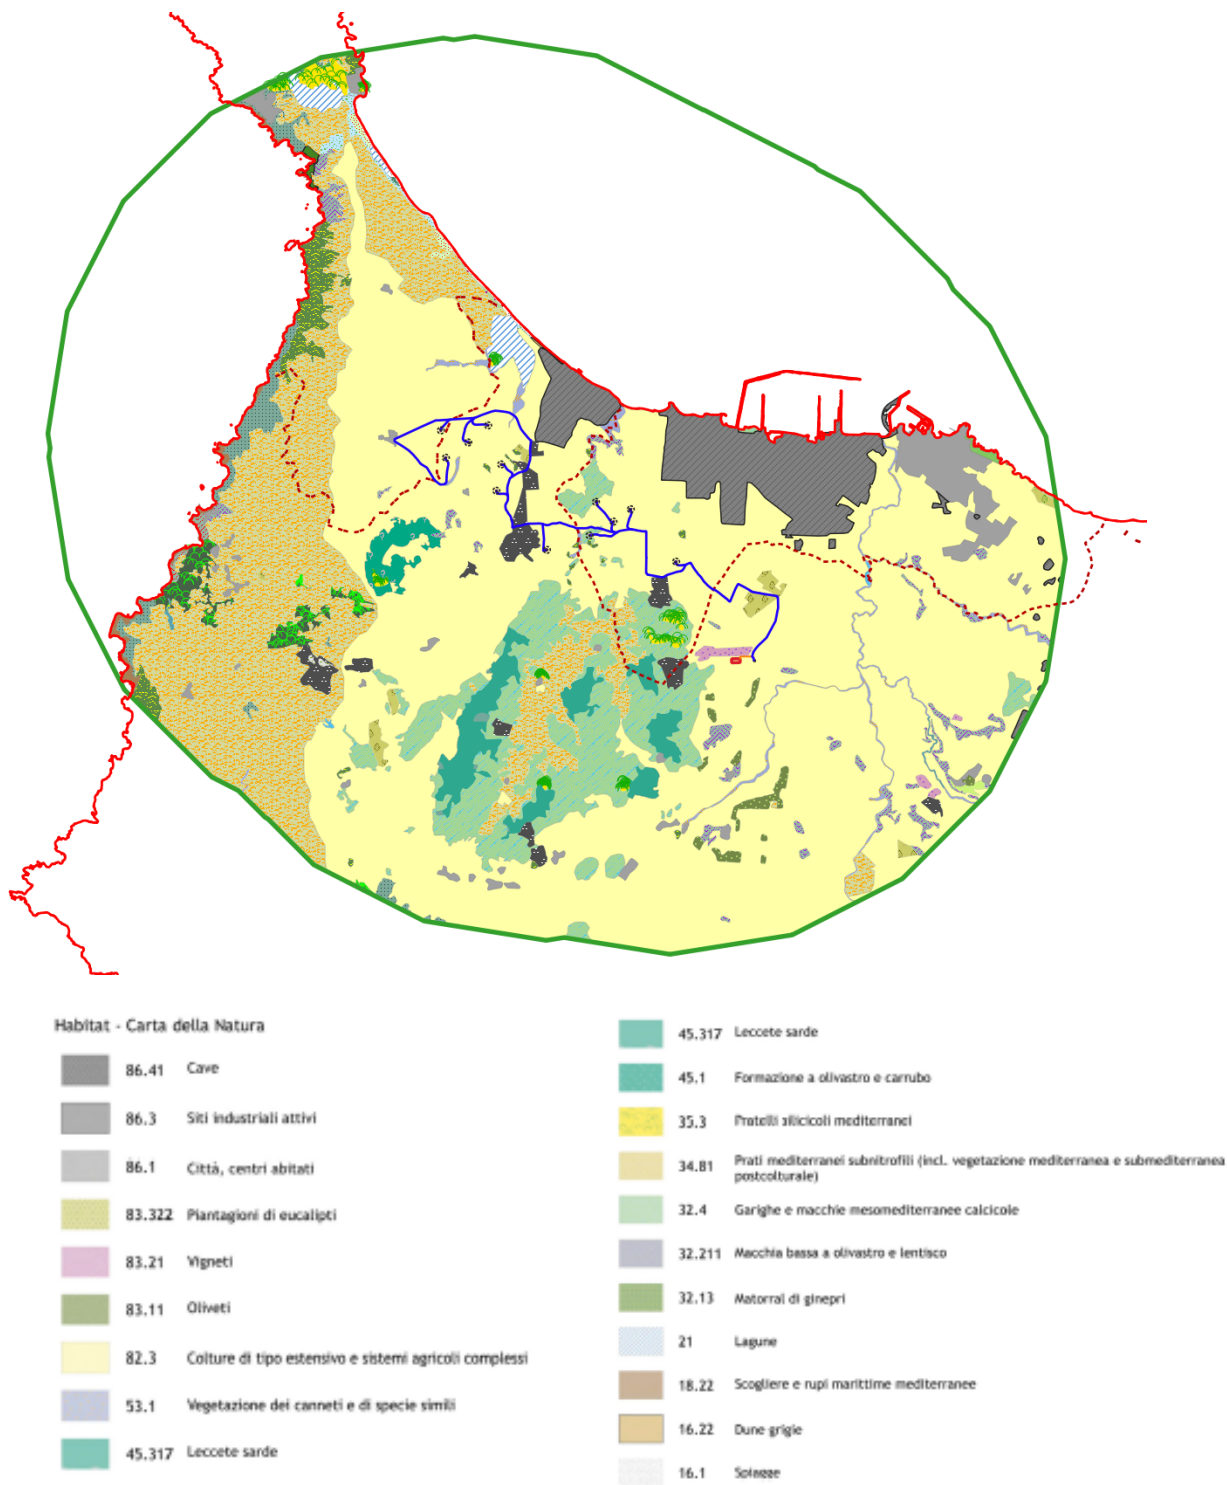 Habitat - Carta della Natura
86.41 Cave
86.3 Siti industriali attivi
86.1 Città, centri abitati
83.322 Piantagioni di eucalipti
83.21 Vigneti
83.11 Oliveti
82.3 Colture di tipo estensivo e sistemi agricoli complessi
53.1 Vegetazione dei canneti e di specie simili
45.317 Leccete sarde
45.317 Leccete sarde
45.1 Formazione a olivastro e carrubo
35.3 Pratelli silicicoli mediterranei
34.81 Prati mediterranei subnitrofili (incl. vegetazione mediterranea e submediterranea
postcolturale)
32.4 Garighe e macchie mesomediterranee calcicole
32.211 Macchia bassa a olivastro e lentisco
32.13 Matorral di ginepri
21 Lagune
18.22 Scogliere e rupi marittime mediterranee
16.22 Dune grigie
16.1 Spiagge